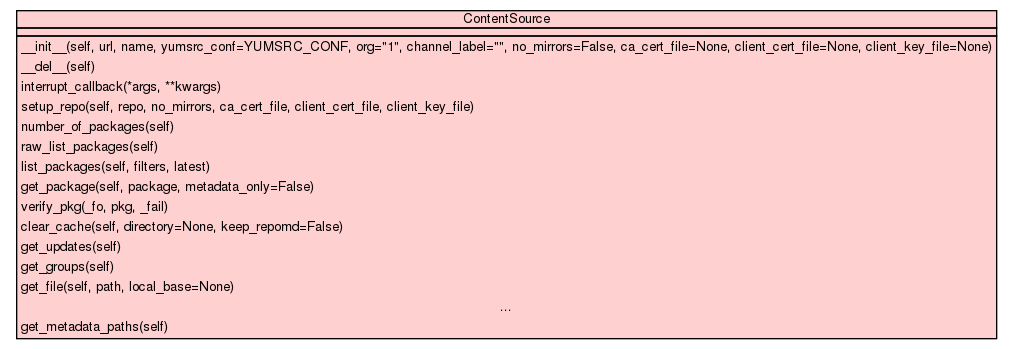 ContentSource
__init__(self, url, name, yumsrc_conf=YUMSRC_CONF, org="1", channel_label="", no_mirrors=False, ca_cert_file=None, client_cert_file=None, client_key_file=None)
__del__(self)
interrupt_callback(*args, **kwargs)
setup_repo(self, repo, no_mirrors, ca_cert_file, client_cert_file, client_key_file)
number_of_packages(self)
raw_list_packages(self)
list_packages(self, filters, latest)
get_package(self, package, metadata_only=False)
verify_pkg(_fo, pkg, _fail)
clear_cache(self, directory=None, keep_repomd=False)
get_updates(self)
get_groups(self)
get_file(self, path, local_base=None)
...
get_metadata_paths(self)